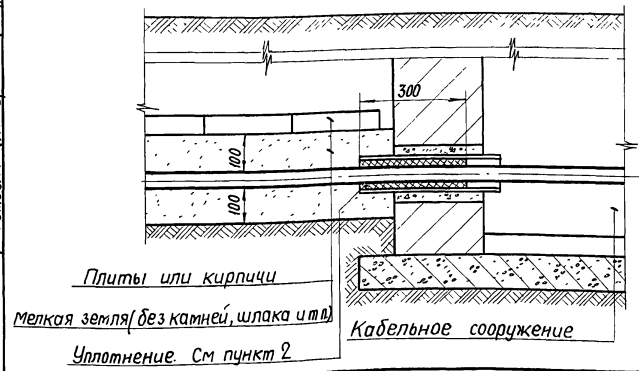 300
100
100
Плиты или кирпичи
мелкая земля (без камней, шлака и т.п.)
Уплотнение. См пункт 2
Кабельное сооружение